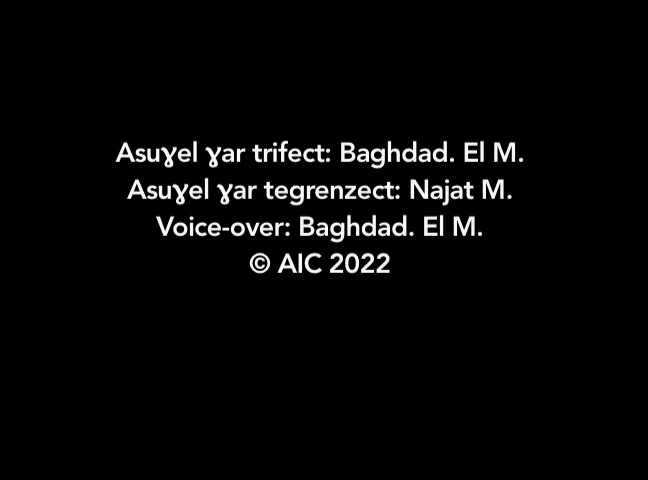 Asuɣel ɣar trifect: Baghdad. El M.
Asuɣel ɣar tegrenzect: Najat M.
Voice-over: Baghdad. El M.
© AIC 2022